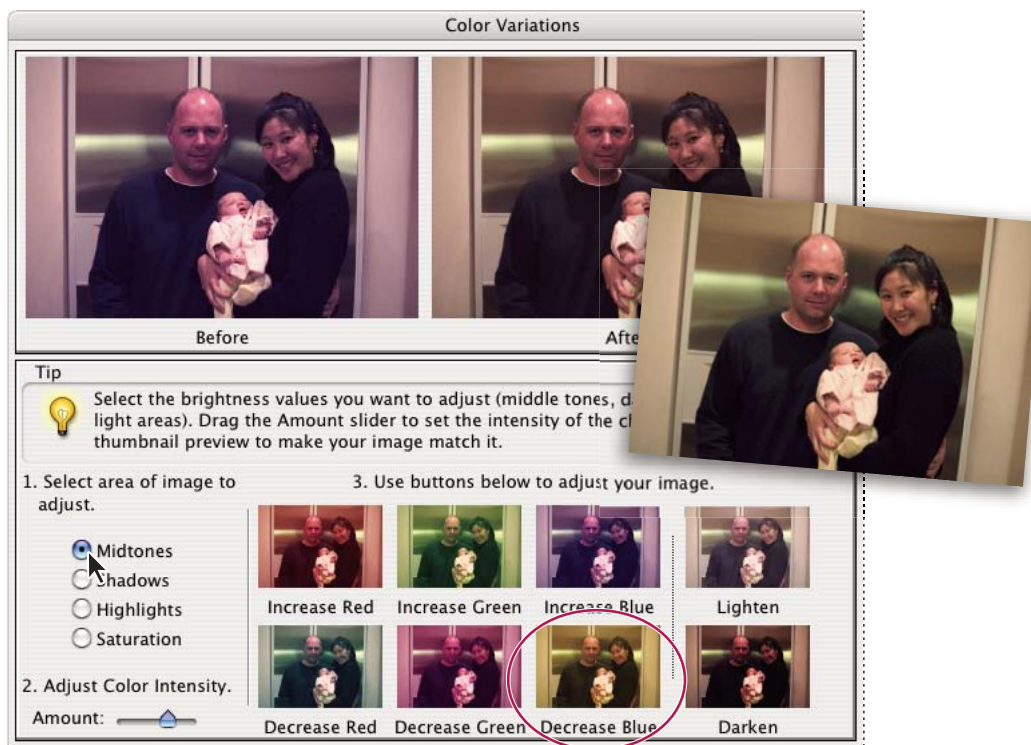 Color Variations
Before
Afte
Tip
Select the brightness values you want to adjust (middle tones, d
light areas). Drag the Amount slider to set the intensity of the c
thumbnail preview to make your image match it.
1. Select area of image to
adjust.
Midtones
Shadows
Highlights
Saturation
2. Adjust Color Intensity.
Amount:
3. Use buttons below to adjust your image.
Increase Red
Increase Green
Increase Blue
Lighten
Decrease Red
Decrease Green
Decrease Blue
Darken